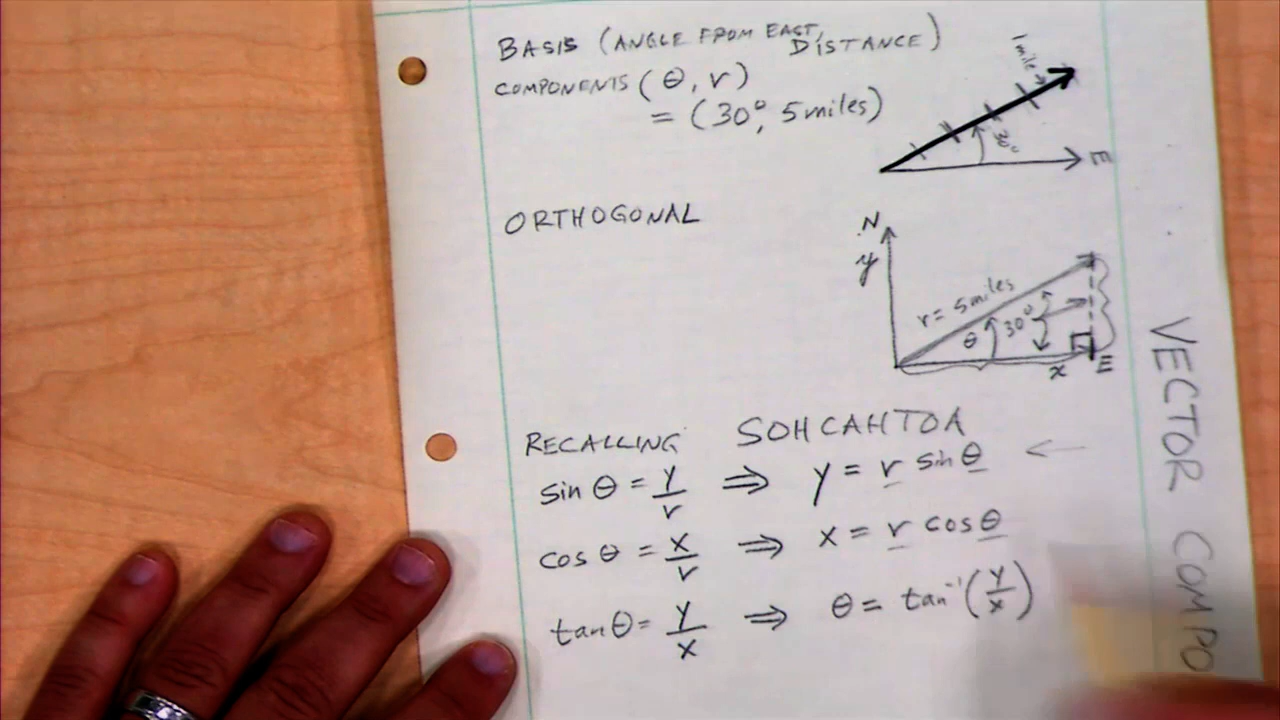 BASIS (ANGLE FROM EAST,
DISTANCE)
COMPONENTS (θ, r)
= (30°, 5 miles)
1 mile
30°
E
ORTHOGONAL
N
y
r = 5 miles
θ
30°
x
E
RECALLING SOHCAHTOA
sin θ = y/r ⇒ y = r sin θ ←
cos θ = x/r ⇒ x = r cos θ
tan θ = y/x ⇒ θ = tan⁻¹(y/x)
VECTOR COMPO